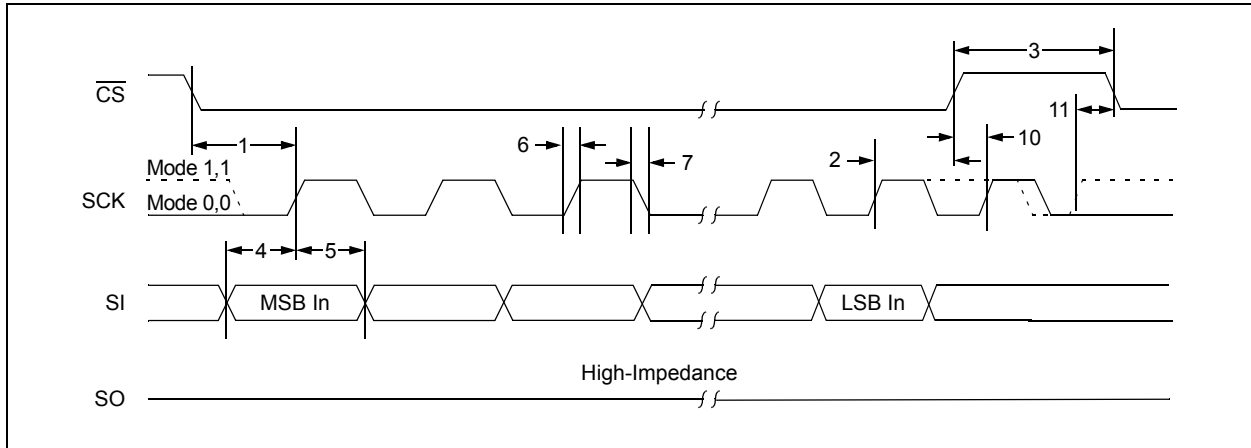 3
CS
11
1
6
2
10
7
Mode 1,1
SCK
Mode 0,0
4
5
SI
MSB In
LSB In
High-Impedance
SO